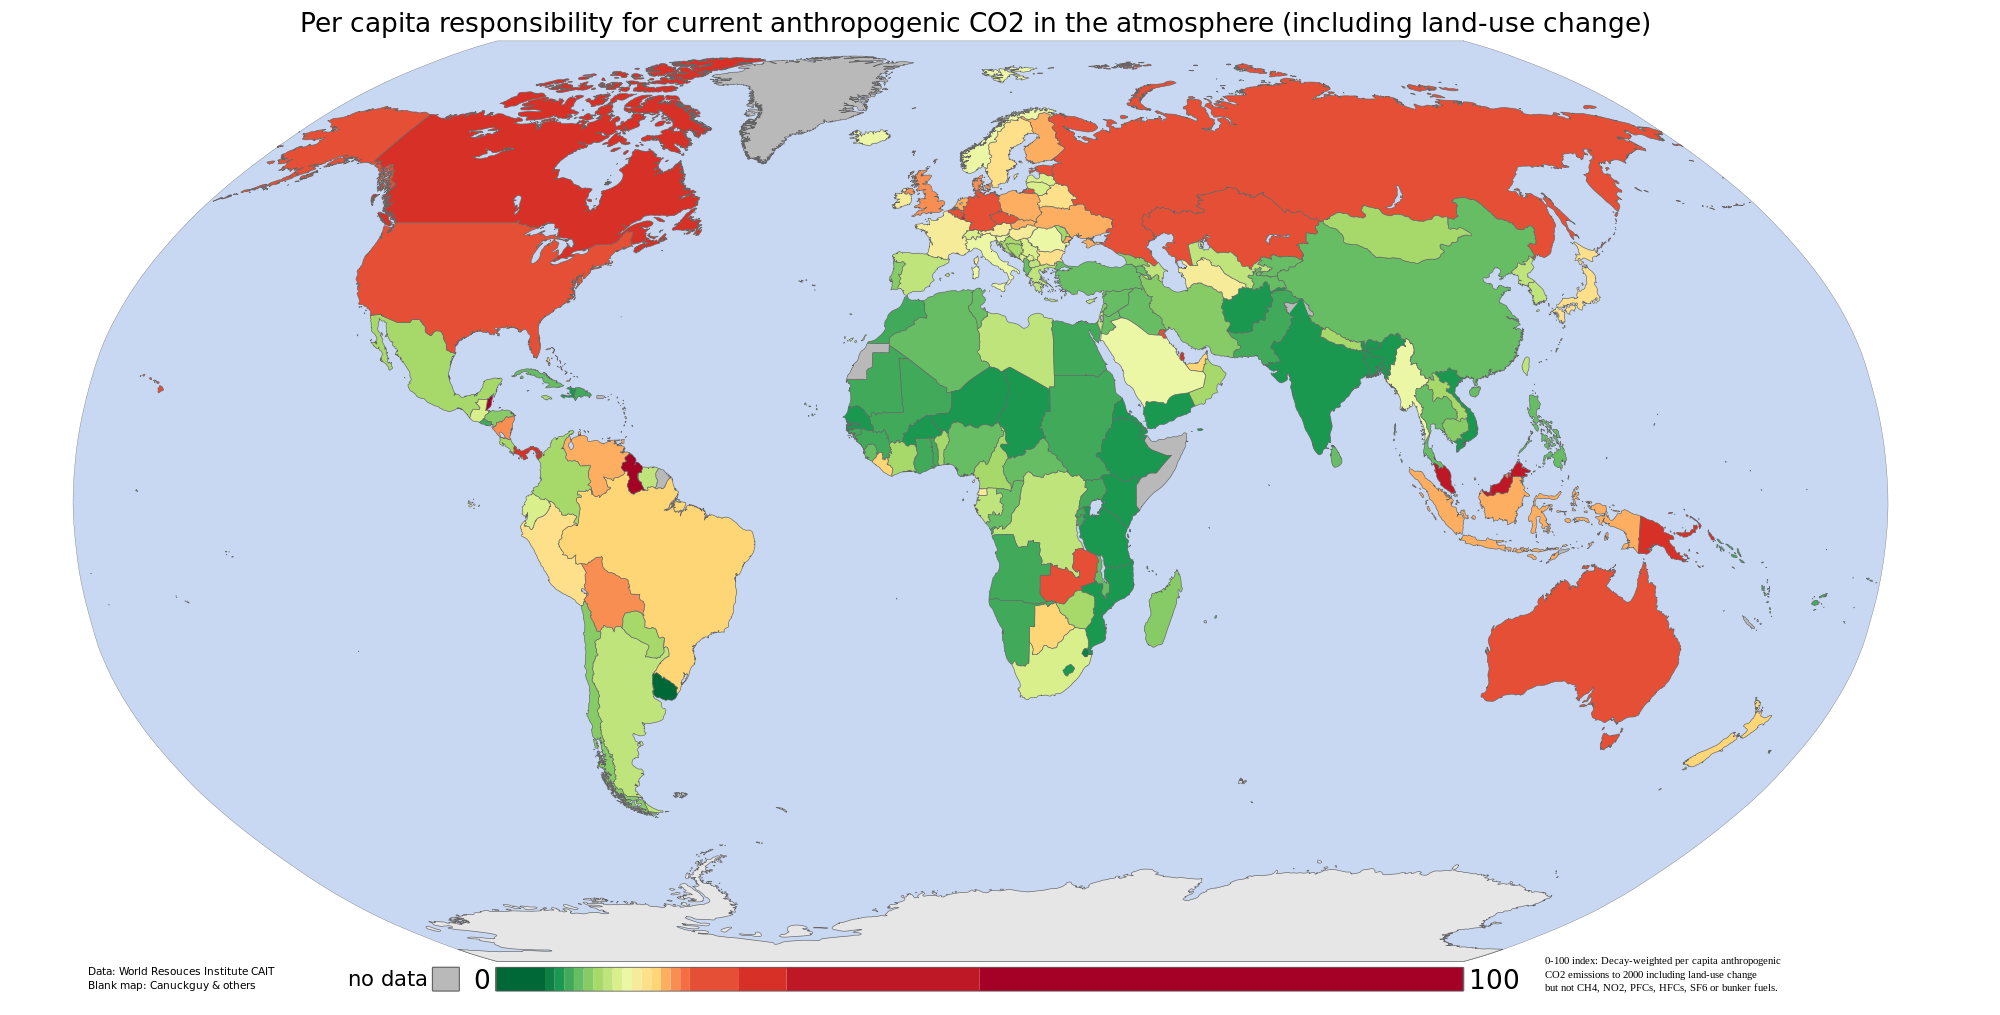 Per capita responsibility for current anthropogenic CO2 in the atmosphere (including land-use change)
Data: World Resouces Institute CAIT
Blank map: Canuckguy & others
no data
0
100
0-100 index: Decay-weighted per capita anthropogenic
CO2 emissions to 2000 including land-use change
but not CH4, NO2, PFCs, HFCs, SF6 or bunker fuels.